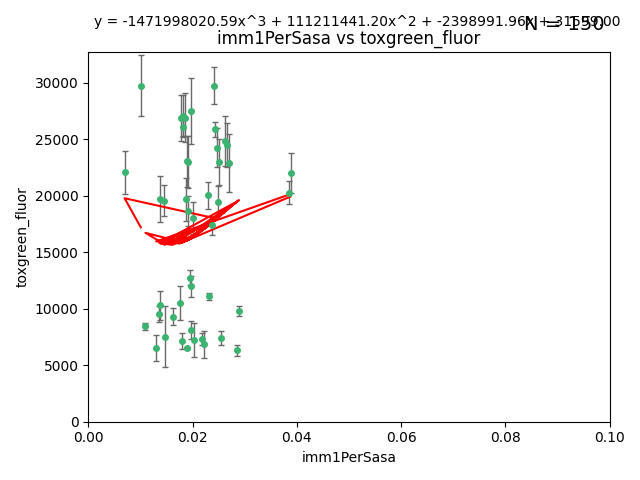 y = -1471998020.59x^3 + 111211441.20x^2 + -2398991.96x + 31599.00
N = 150
imm1PerSasa vs toxgreen_fluor
30000
25000
20000
15000
10000
5000
0
toxgreen_fluor
0.00 0.02 0.04 0.06 0.08 0.10
imm1PerSasa